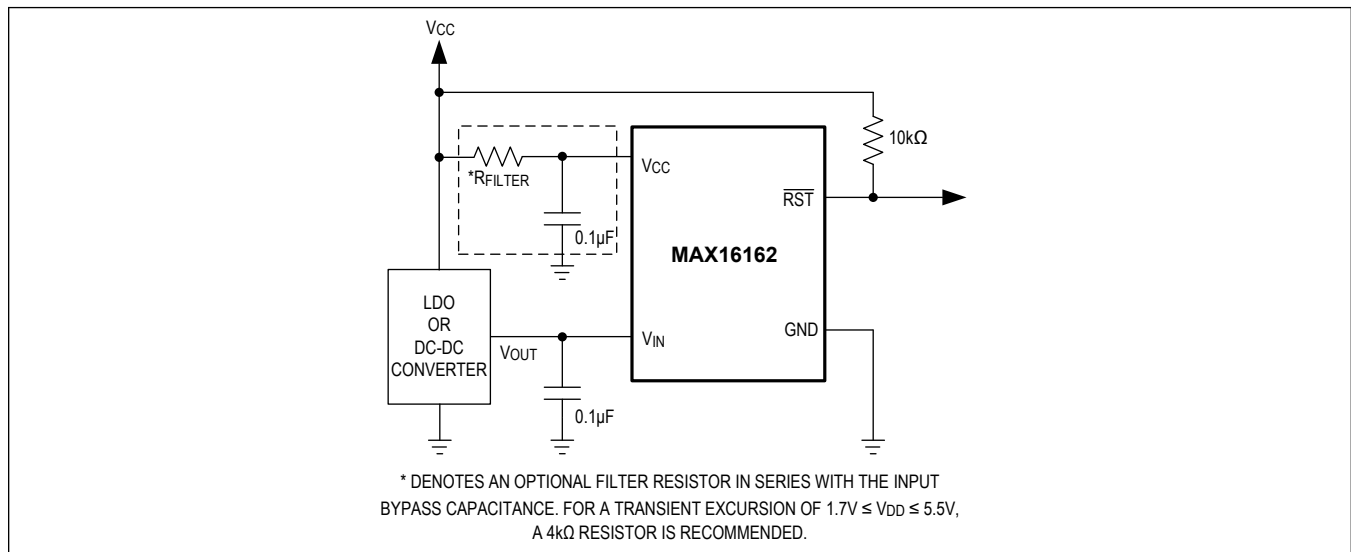 VCC
10kΩ
*RFILTER
VCC
RST
0.1µF
MAX16162
LDO
OR
DC-DC
CONVERTER
VOUT
VIN
GND
0.1µF
* DENOTES AN OPTIONAL FILTER RESISTOR IN SERIES WITH THE INPUT
BYPASS CAPACITANCE. FOR A TRANSIENT EXCURSION OF 1.7V ≤ VDD ≤ 5.5V,
A 4kΩ RESISTOR IS RECOMMENDED.